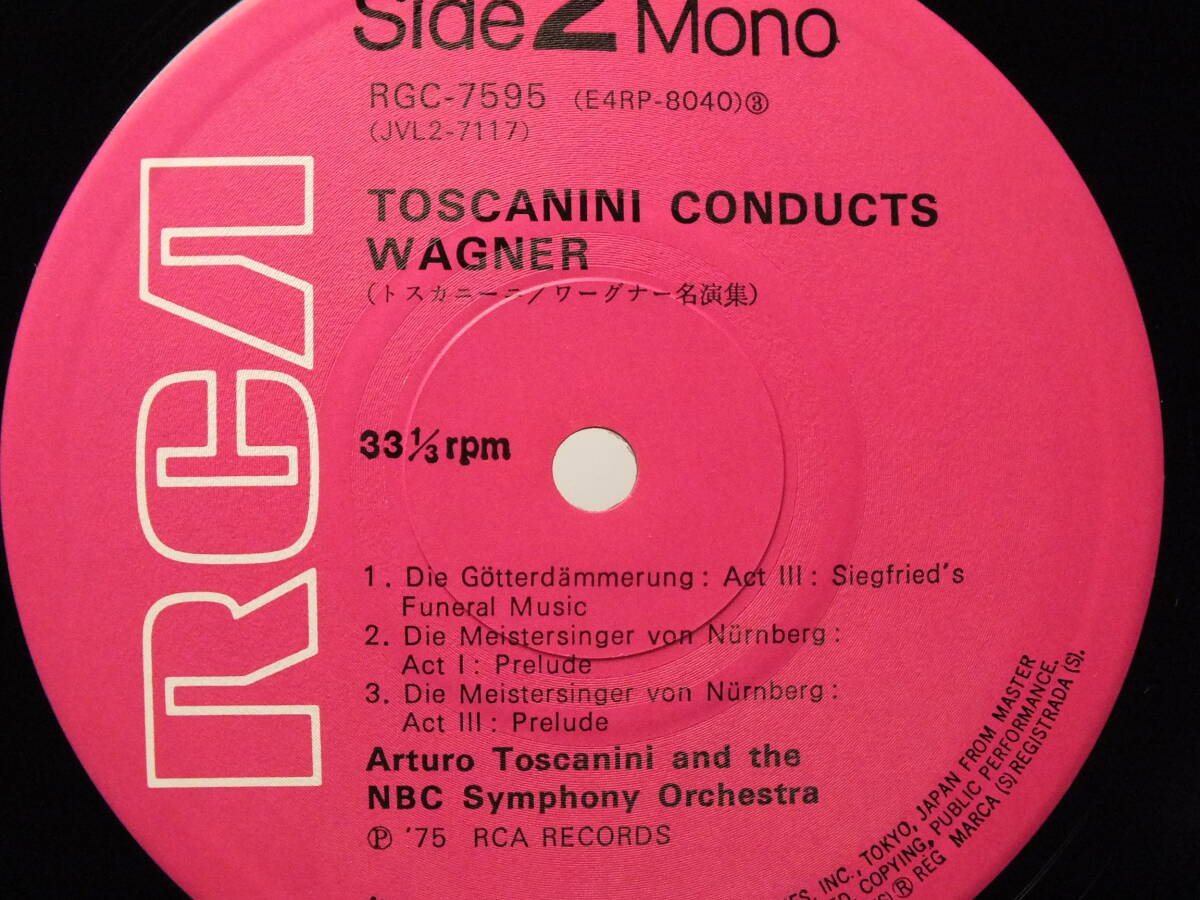 Side 2 Mono
RGC-7595 (E4RP-8040)③
(JVL2-7117)
TOSCANINI CONDUCTS
WAGNER
(トスカニーニ/ワーグナー名演集)
RCA
33 1/3 rpm
1. Die Götterdämmerung: Act III: Siegfried's
Funeral Music
2. Die Meistersinger von Nürnberg:
Act I: Prelude
3. Die Meistersinger von Nürnberg:
Act III: Prelude
Arturo Toscanini and the
NBC Symphony Orchestra
Ⓟ '75 RCA RECORDS
INC., TOKYO, JAPAN FROM MASTER
COPYING, PUBLIC PERFORMANCE.
® REG MARCA (S) REGISTRADA (S).